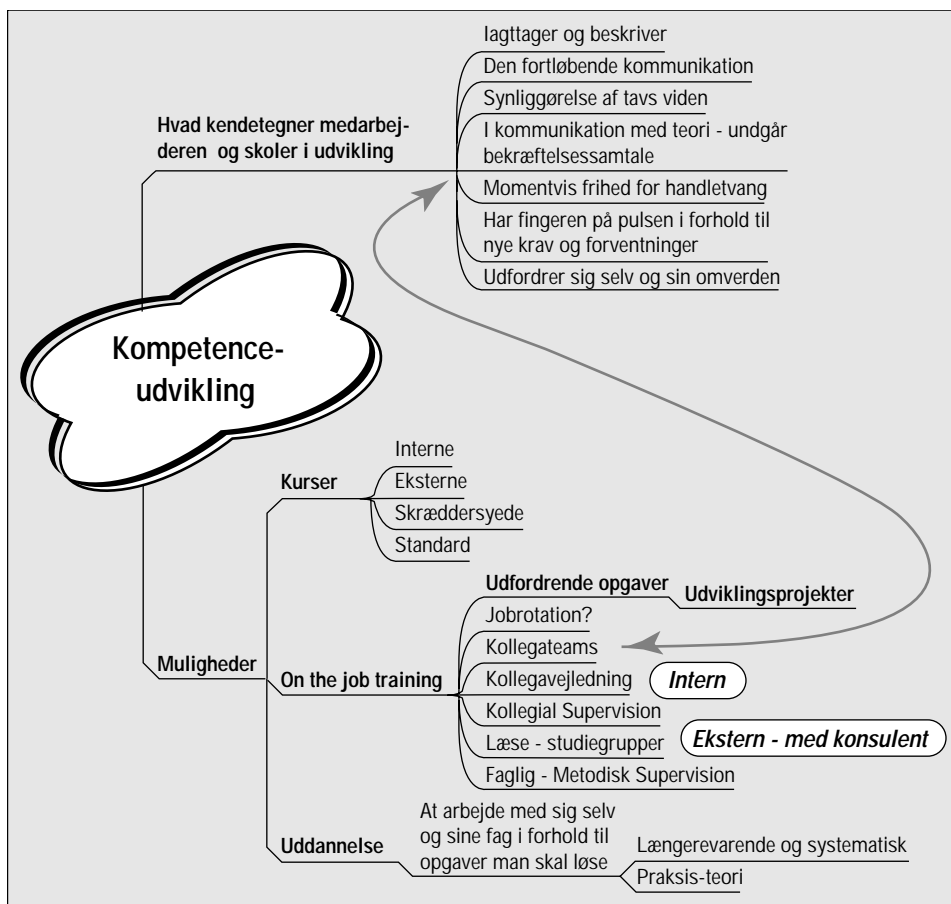 Iagttager og beskriver
Den fortløbende kommunikation
Synliggørelse af tavs viden
Hvad kendetegner medarbej-
deren og skoler i udvikling
I kommunikation med teori - undgår
bekræftelsessamtale
Momentvis frihed for handletvang
Har fingeren på pulsen i forhold til
nye krav og forventninger
Udfordrer sig selv og sin omverden
Kompetence-
udvikling
Kurser
Interne
Eksterne
Skræddersyede
Standard
Muligheder
On the job training
Udfordrende opgaver
Udviklingsprojekter
Jobrotation?
Kollegateams
Kollegavejledning
Intern
Kollegial Supervision
Læse - studiegrupper
Ekstern - med konsulent
Faglig - Metodisk Supervision
Uddannelse
At arbejde med sig selv
og sine fag i forhold til
opgaver man skal løse
Længerevarende og systematisk
Praksis-teori